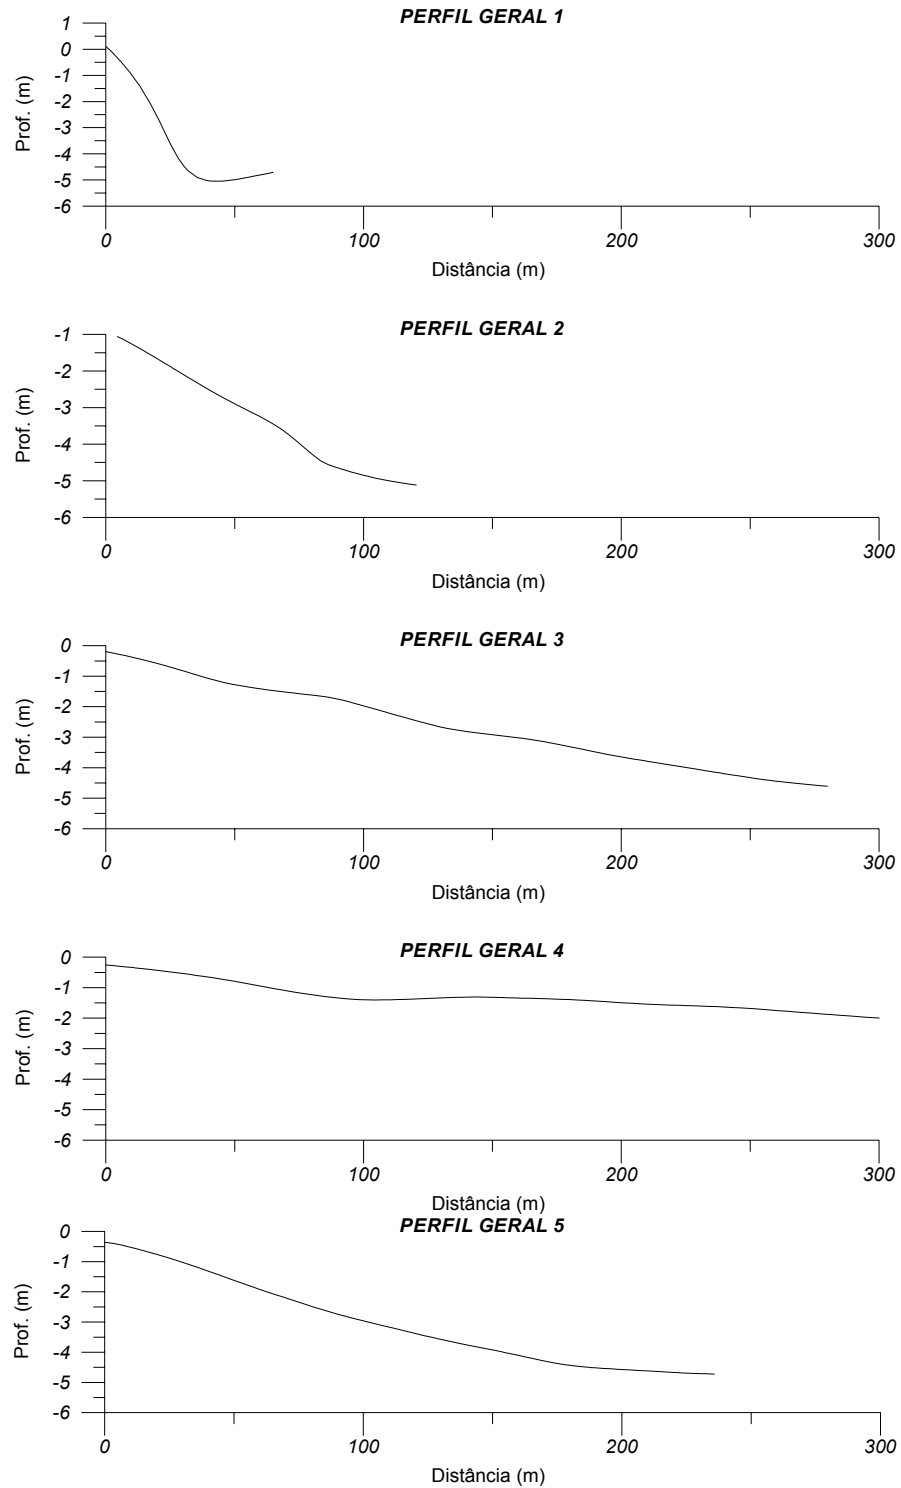 PERFIL GERAL 1
1
0
-1
-2
-3
-4
-5
-6
Prof. (m)
0 100 200 300
Distância (m)
PERFIL GERAL 2
-1
-2
-3
-4
-5
-6
Prof. (m)
0 100 200 300
Distância (m)
PERFIL GERAL 3
0
-1
-2
-3
-4
-5
-6
Prof. (m)
0 100 200 300
Distância (m)
PERFIL GERAL 4
0
-1
-2
-3
-4
-5
-6
Prof. (m)
0 100 200 300
Distância (m)
PERFIL GERAL 5
0
-1
-2
-3
-4
-5
-6
Prof. (m)
0 100 200 300
Distância (m)